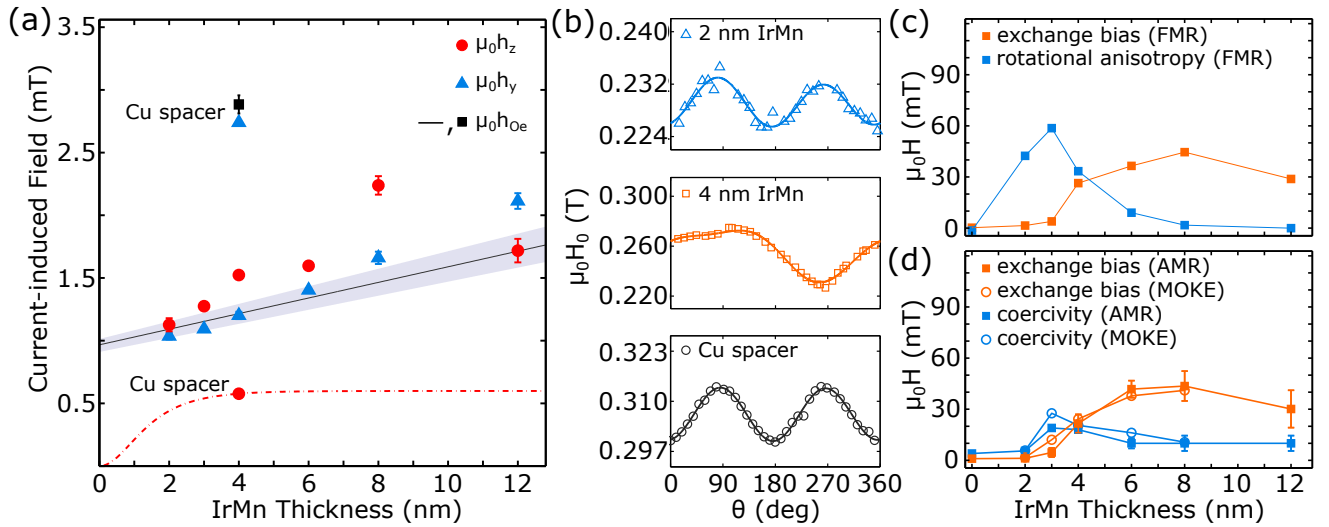 (a)
3.5
2.5
1.5
0.5
Current-induced Field (mT)
μ₀h_z
μ₀h_y
—, ■ μ₀h_Oe
Cu spacer
Cu spacer
0 2 4 6 8 10 12
IrMn Thickness (nm)
(b)
0.240
0.232
0.224
2 nm IrMn
0.300
0.260
0.220
4 nm IrMn
μ₀H₀ (T)
0.323
0.310
0.297
Cu spacer
0 90 180 270 360
θ (deg)
(c)
90
60
30
0
μ₀H (mT)
exchange bias (FMR)
rotational anisotropy (FMR)
(d)
90
60
30
0
μ₀H (mT)
exchange bias (AMR)
exchange bias (MOKE)
coercivity (AMR)
coercivity (MOKE)
0 2 4 6 8 10 12
IrMn Thickness (nm)